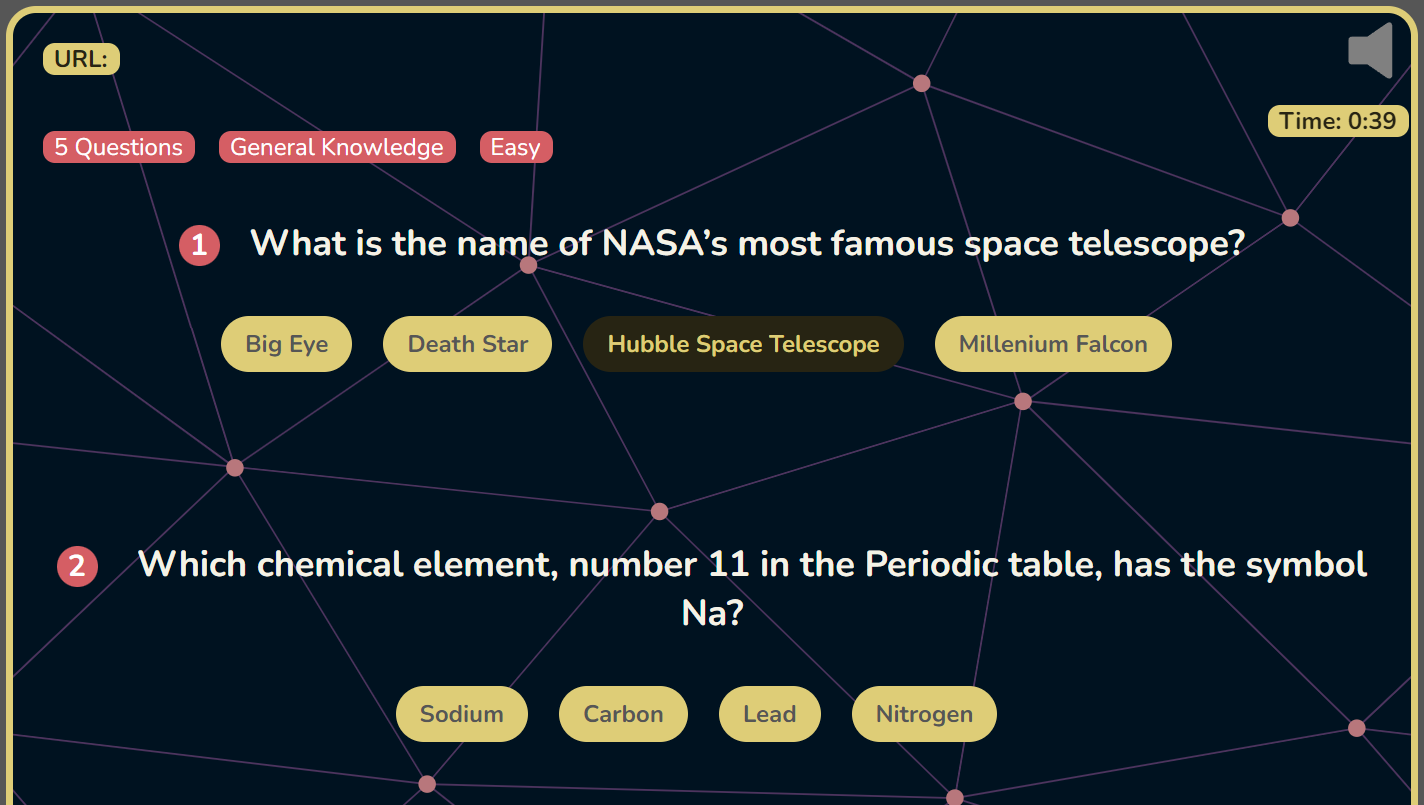 URL:
Time: 0:39
5 Questions General Knowledge Easy
1 What is the name of NASA’s most famous space telescope?
Big Eye Death Star Hubble Space Telescope Millenium Falcon
2 Which chemical element, number 11 in the Periodic table, has the symbol
Na?
Sodium Carbon Lead Nitrogen